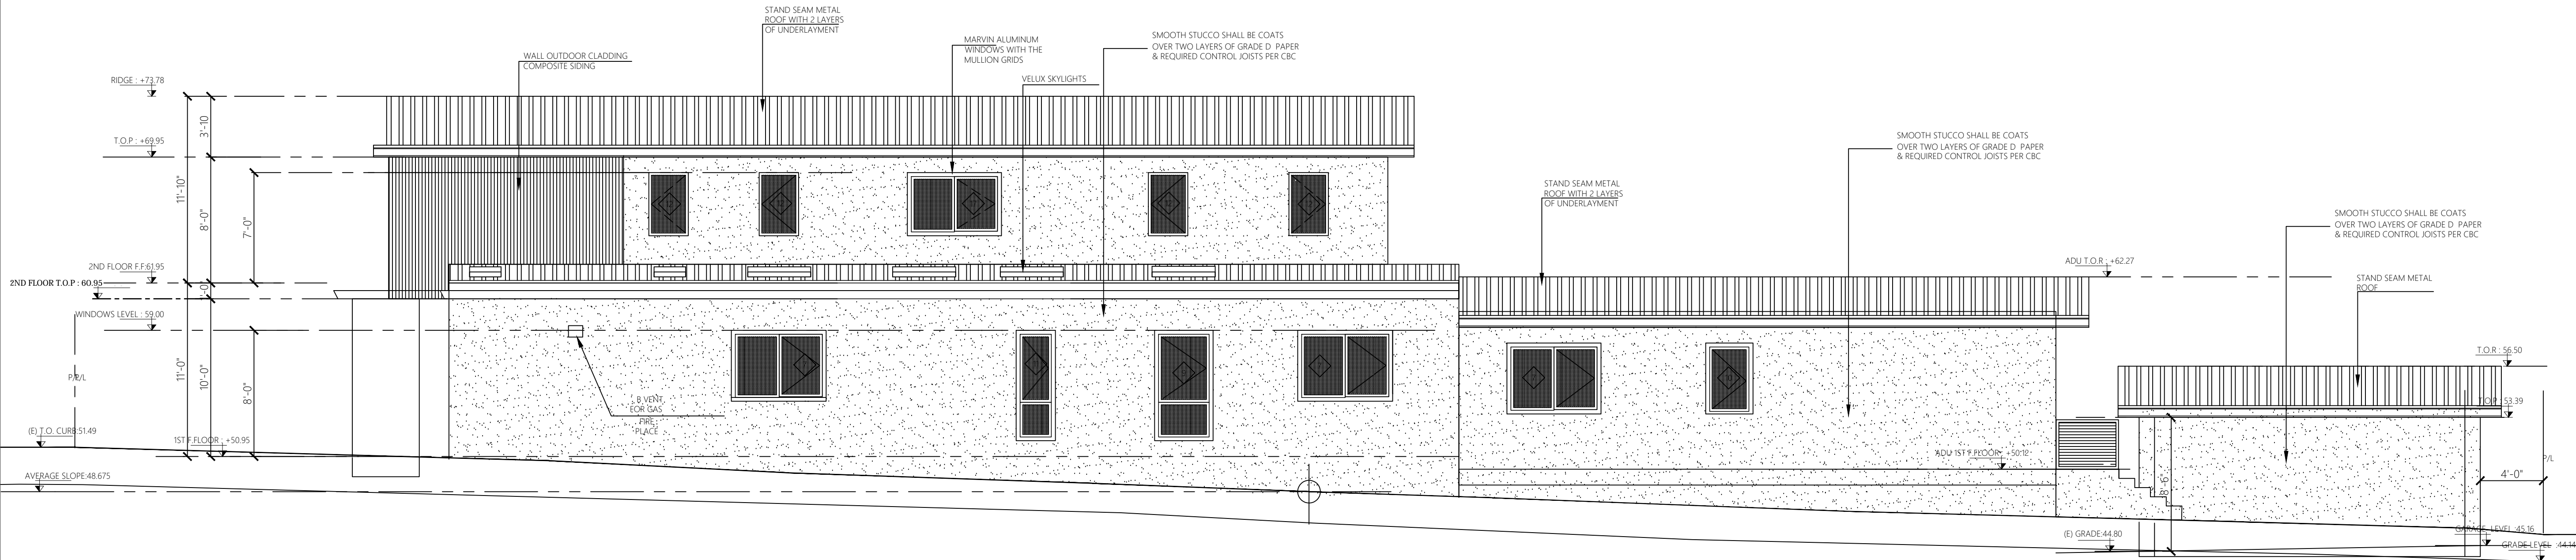 STAND SEAM METAL
ROOF WITH 2 LAYERS
OF UNDERLAYMENT
WALL OUTDOOR CLADDING
COMPOSITE SIDING
MARVIN ALUMINUM
WINDOWS WITH THE
MULLION GRIDS
VELUX SKYLIGHTS
SMOOTH STUCCO SHALL BE COATS
OVER TWO LAYERS OF GRADE D PAPER
& REQUIRED CONTROL JOISTS PER CBC
RIDGE : +73.78
T.O.P : +69.95
2ND FLOOR F.F:61.95
2ND FLOOR T.O.P : 60.95
WINDOWS LEVEL : 59.00
P/L
(E) T.O. CURB:51.49
1ST F.FLOOR : +50.95
AVERAGE SLOPE:48.675
11'-10"
3'-10
8'-0"
7'-0"
11'-0"
10'-0"
8'-0"
B VENT
FOR GAS
FIRE
PLACE
STAND SEAM METAL
ROOF WITH 2 LAYERS
OF UNDERLAYMENT
SMOOTH STUCCO SHALL BE COATS
OVER TWO LAYERS OF GRADE D PAPER
& REQUIRED CONTROL JOISTS PER CBC
ADU T.O.R : +62.27
SMOOTH STUCCO SHALL BE COATS
OVER TWO LAYERS OF GRADE D PAPER
& REQUIRED CONTROL JOISTS PER CBC
STAND SEAM METAL
ROOF
T.O.R : 56.50
T.O.P : 53.39
ADU 1ST F.FLOOR : +50.12
P/L
4'-0"
8'-6"
(E) GRADE:44.80
GARAGE LEVEL :45.16
GRADE LEVEL :44.14